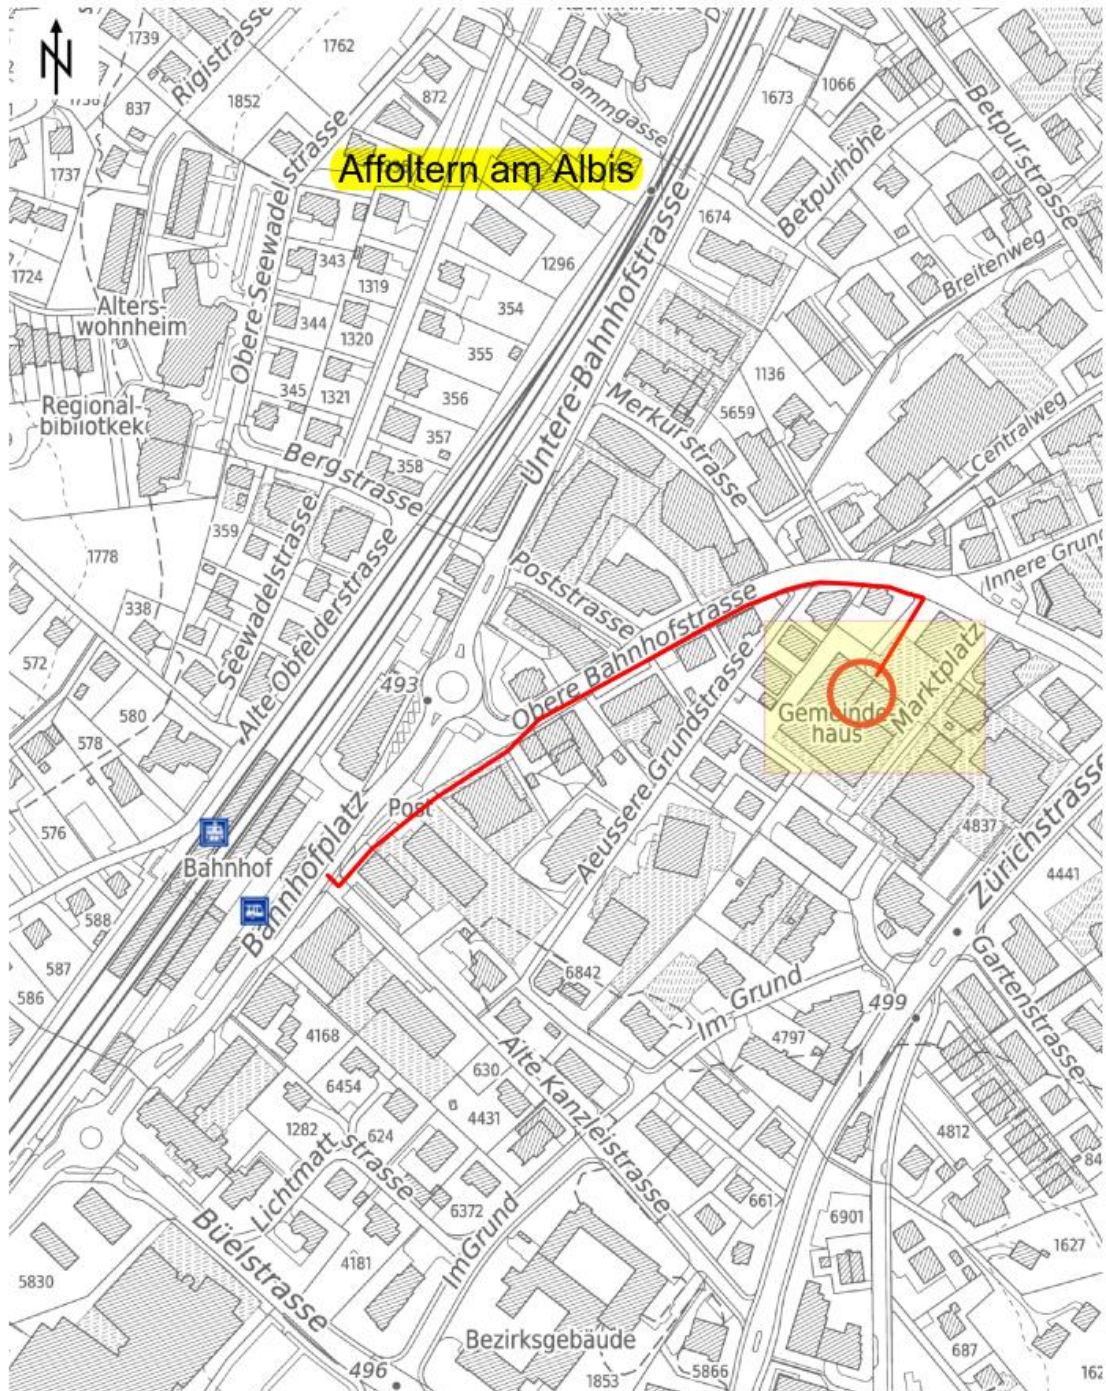 N
1739
Rigistrasse
1762
837
1852
872
Dammgasse
1673
1066
Betpurstrasse
1737
Affoltern am Albis
Betpurhöhe
1674
Obere-Seewadelstrasse
Untere-Bahnhofstrasse
Breitenweg
1724
343
1319
1296
354
Alters-
wohnheim
344
1320
355
345
1321
356
1136
5659
Regional-
bibliothek
357
358
Merkurstrasse
Centralweg
Bergstrasse
359
1778
Seewadelstrasse
Alte-Obfelderstrasse
Poststrasse
Innere Grund
338
572
580
578
493
Obere Bahnhofstrasse
Marktplatz
Gemeinde-
haus
576
Post
Aeussere Grundstrasse
4837
Zürichstrasse
4441
Bahnhof
Bahnhofplatz
588
587
586
6842
Im Grund
Gartenstrasse
499
4168
4797
630
Alte Kanzleistrasse
6454
4431
1282
624
4812
84
Lichtmattstrasse
661
6372
6901
Im Grund
1627
4181
5830
Büelstrasse
Bezirksgebäude
687
496
5866
1853
162